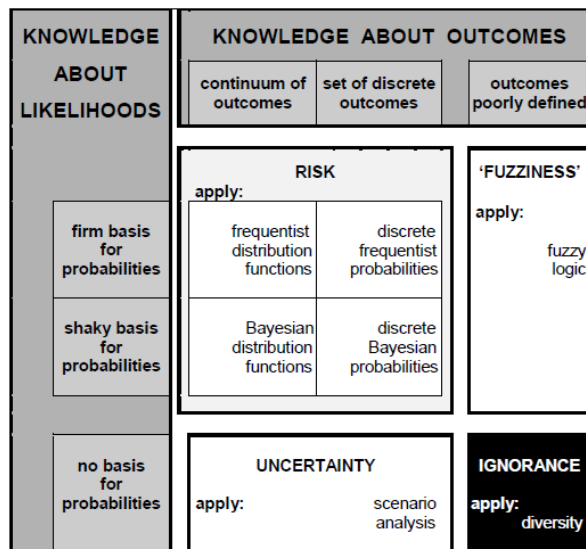 KNOWLEDGE
ABOUT
LIKELIHOODS
KNOWLEDGE ABOUT OUTCOMES
continuum of
outcomes
set of discrete
outcomes
outcomes
poorly defined
RISK
apply:
'FUZZINESS'
apply:
fuzzy
logic
firm basis
for
probabilities
frequentist
distribution
functions
discrete
frequentist
probabilities
shaky basis
for
probabilities
Bayesian
distribution
functions
discrete
Bayesian
probabilities
no basis
for
probabilities
UNCERTAINTY
apply:
scenario
analysis
IGNORANCE
apply:
diversity